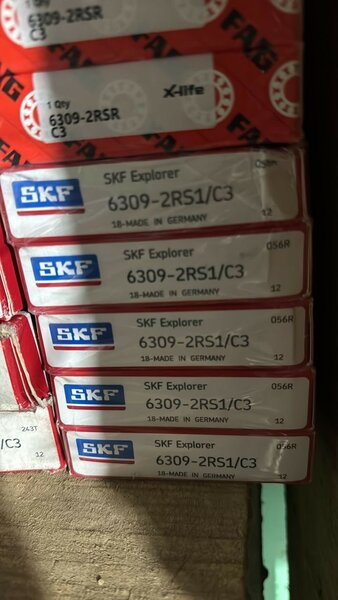 6309-2RSR
C3
FAG
1 Qty
X-life
6309-2RSR
C3
FAG
FAG
FAG
SKF
SKF Explorer
056R
6309-2RS1/C3
18-MADE IN GERMANY
12
SKF
SKF Explorer
056R
6309-2RS1/C3
18-MADE IN GERMANY
12
SKF
SKF Explorer
056R
6309-2RS1/C3
18-MADE IN GERMANY
12
SKF
SKF Explorer
056R
6309-2RS1/C3
18-MADE IN GERMANY
12
SKF
SKF Explorer
056R
6309-2RS1/C3
18-MADE IN GERMANY
12
243T
/C3
12